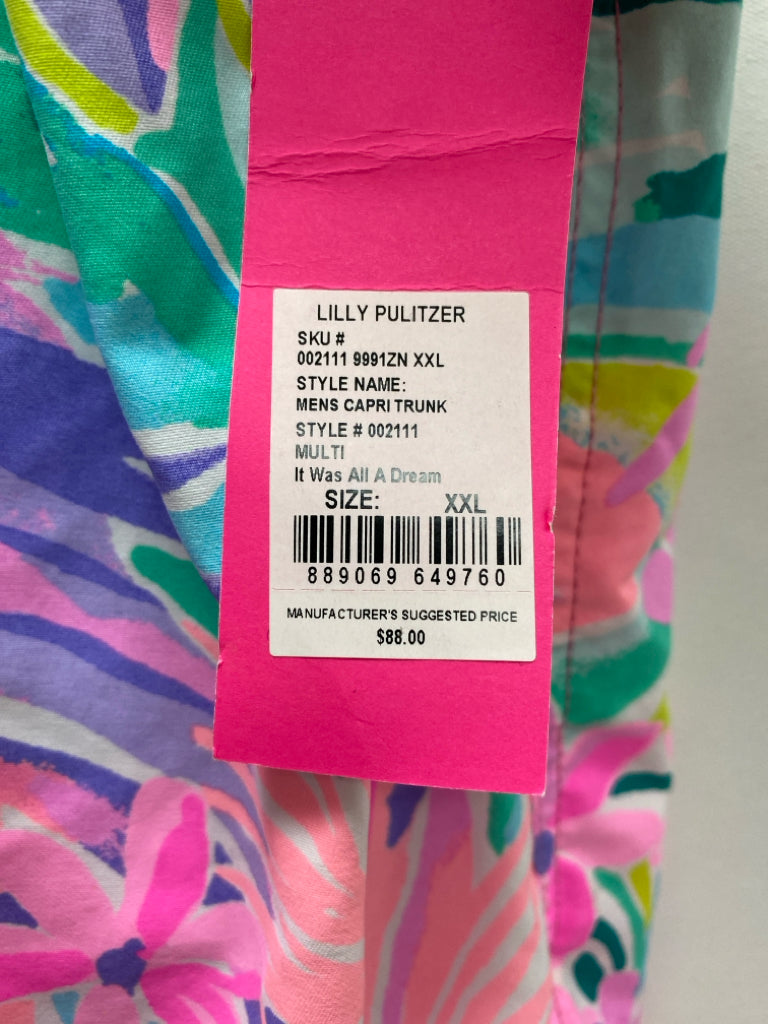 LILLY PULITZER
SKU #
002111 9991ZN XXL
STYLE NAME:
MENS CAPRI TRUNK
STYLE # 002111
MULTI
It Was All A Dream
SIZE: XXL
889069 649760
MANUFACTURER'S SUGGESTED PRICE
$88.00